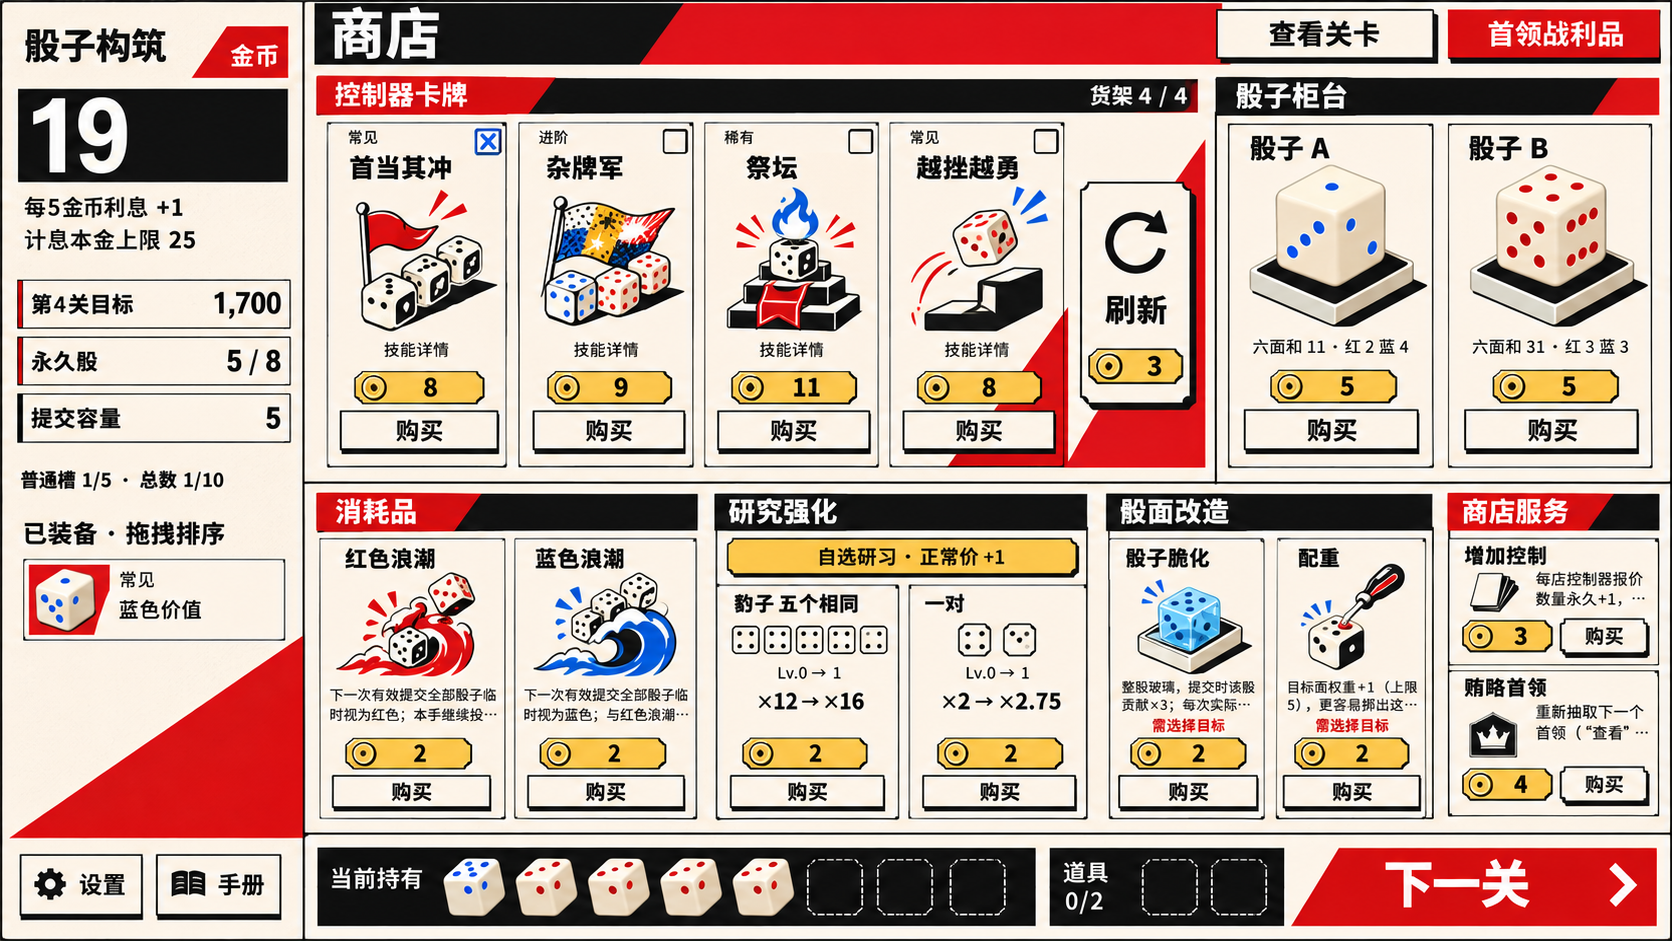 骰子构筑
金币
19
每5金币利息 +1
计息本金上限 25
第4关目标 1,700
永久骰 5 / 8
提交容量 5
普通槽 1/5 · 总数 1/10
已装备 · 拖拽排序
常见
蓝色价值
设置
手册
商店
查看关卡
首领战利品
控制器卡牌
货架 4 / 4
常见
首当其冲
技能详情
8
购买
进阶
杂牌军
技能详情
9
购买
稀有
祭坛
技能详情
11
购买
常见
越挫越勇
技能详情
8
购买
刷新
3
骰子柜台
骰子 A
六面和 11 · 红 2 蓝 4
5
购买
骰子 B
六面和 31 · 红 3 蓝 3
5
购买
消耗品
红色浪潮
下一次有效提交全部骰子临
时视为红色；本手继续投…
2
购买
蓝色浪潮
下一次有效提交全部骰子临
时视为蓝色；与红色浪潮…
2
购买
研究强化
自选研习 · 正常价 +1
豹子 五个相同
Lv.0 → 1
×12 → ×16
2
购买
一对
Lv.0 → 1
×2 → ×2.75
2
购买
骰面改造
骰子脆化
整骰玻璃，提交时该骰
贡献×3；每次实际…
需选择目标
2
购买
配重
目标面权重+1（上限
5），更容易掷出这…
需选择目标
2
购买
商店服务
增加控制
每店控制器报价
数量永久+1，…
3
购买
贿赂首领
重新抽取下一个
首领（“查看”…
4
购买
当前持有
道具
0/2
下一关